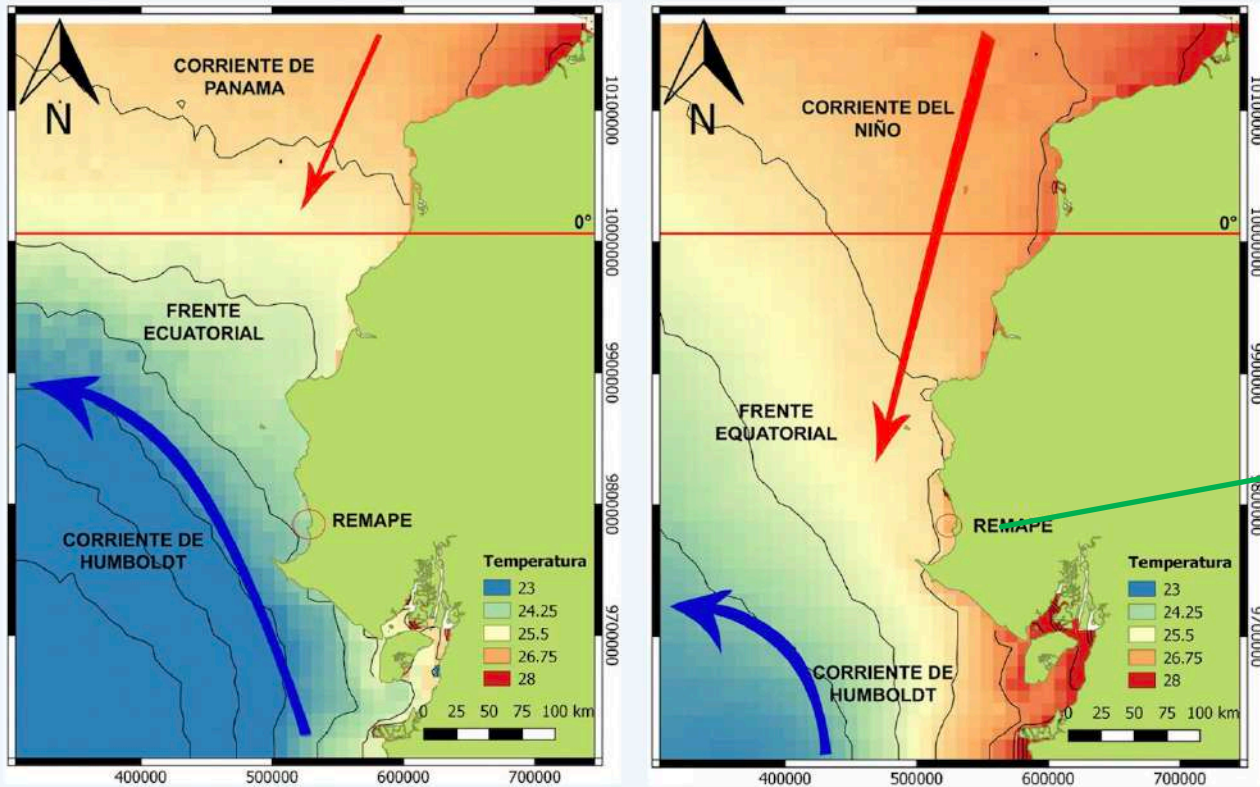 N
CORRIENTE DE
PANAMA
0°
FRENTE
ECUATORIAL
REMAPE
CORRIENTE DE
HUMBOLDT
Temperatura
23
24.25
25.5
26.75
28
0 25 50 75 100 km
400000 500000 600000 700000
10100000
10000000
9900000
9800000
9700000
N
CORRIENTE DEL
NIÑO
0°
FRENTE
EQUATORIAL
REMAPE
CORRIENTE DE
HUMBOLDT
Temperatura
23
24.25
25.5
26.75
28
0 25 50 75 100 km
400000 500000 600000 700000
10100000
10000000
9900000
9800000
9700000